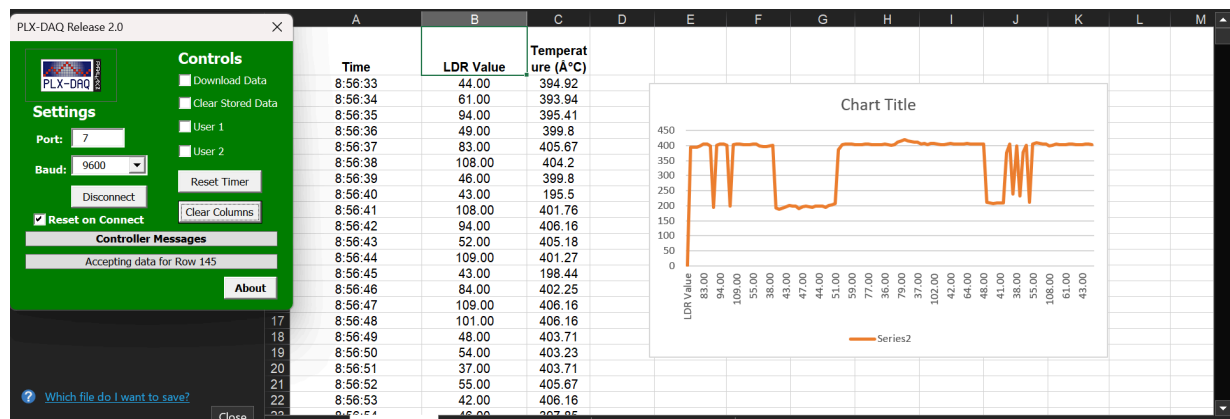 PLX-DAQ Release 2.0
PLX-DAQ
Controls
Download Data
Clear Stored Data
User 1
User 2
Settings
Port: 7
Baud: 9600
Reset Timer
Disconnect
Clear Columns
Reset on Connect
Controller Messages
Accepting data for Row 145
About
Which file do I want to save?
Close
A B C D E F G H I J K L M
Time LDR Value Temperat
ure (Â°C)
8:56:33 44.00 394.92
8:56:34 61.00 393.94
8:56:35 94.00 395.41
8:56:36 49.00 399.8
8:56:37 83.00 405.67
8:56:38 108.00 404.2
8:56:39 46.00 399.8
8:56:40 43.00 195.5
8:56:41 108.00 401.76
8:56:42 94.00 406.16
8:56:43 52.00 405.18
8:56:44 109.00 401.27
8:56:45 43.00 198.44
8:56:46 84.00 402.25
8:56:47 109.00 406.16
17 8:56:48 101.00 406.16
18 8:56:49 48.00 403.71
19 8:56:50 54.00 403.23
20 8:56:51 37.00 403.71
21 8:56:52 55.00 405.67
22 8:56:53 42.00 406.16
Chart Title
450
400
350
300
250
200
150
100
50
0
LDR Value 83.00 94.00 109.00 55.00 38.00 43.00 47.00 44.00 51.00 59.00 77.00 36.00 79.00 37.00 102.00 42.00 64.00 48.00 41.00 38.00 55.00 108.00 61.00 43.00
Series2